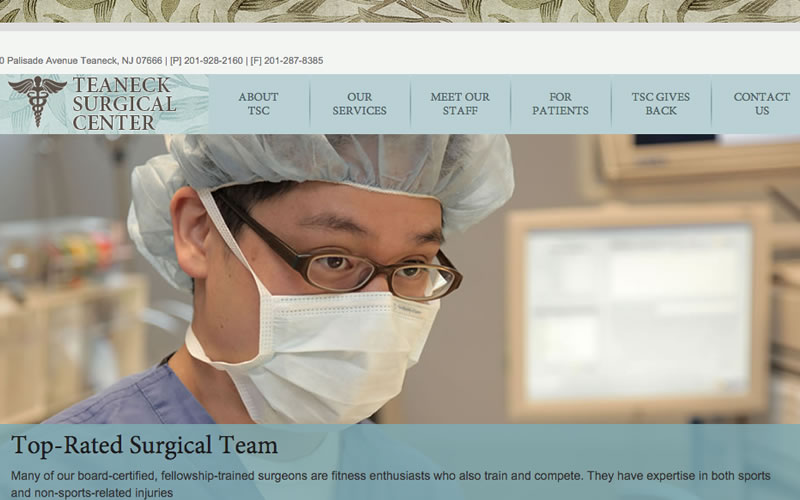 0 Palisade Avenue Teaneck, NJ 07666 | [P] 201-928-2160 | [F] 201-287-8385
TEANECK
SURGICAL
CENTER
ABOUT
TSC
OUR
SERVICES
MEET OUR
STAFF
FOR
PATIENTS
TSC GIVES
BACK
CONTACT
US
Top-Rated Surgical Team
Many of our board-certified, fellowship-trained surgeons are fitness enthusiasts who also train and compete. They have expertise in both sports
and non-sports-related injuries